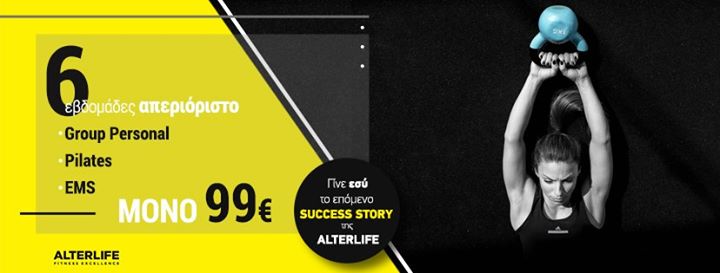 6
εβδομάδες απεριόριστο
• Group Personal
• Pilates
• EMS
ΜΟΝΟ 99€
Γίνε εσύ
το επόμενο
SUCCESS STORY
της
ALTERLIFE
ALTERLIFE
FITNESS EXCELLENCE